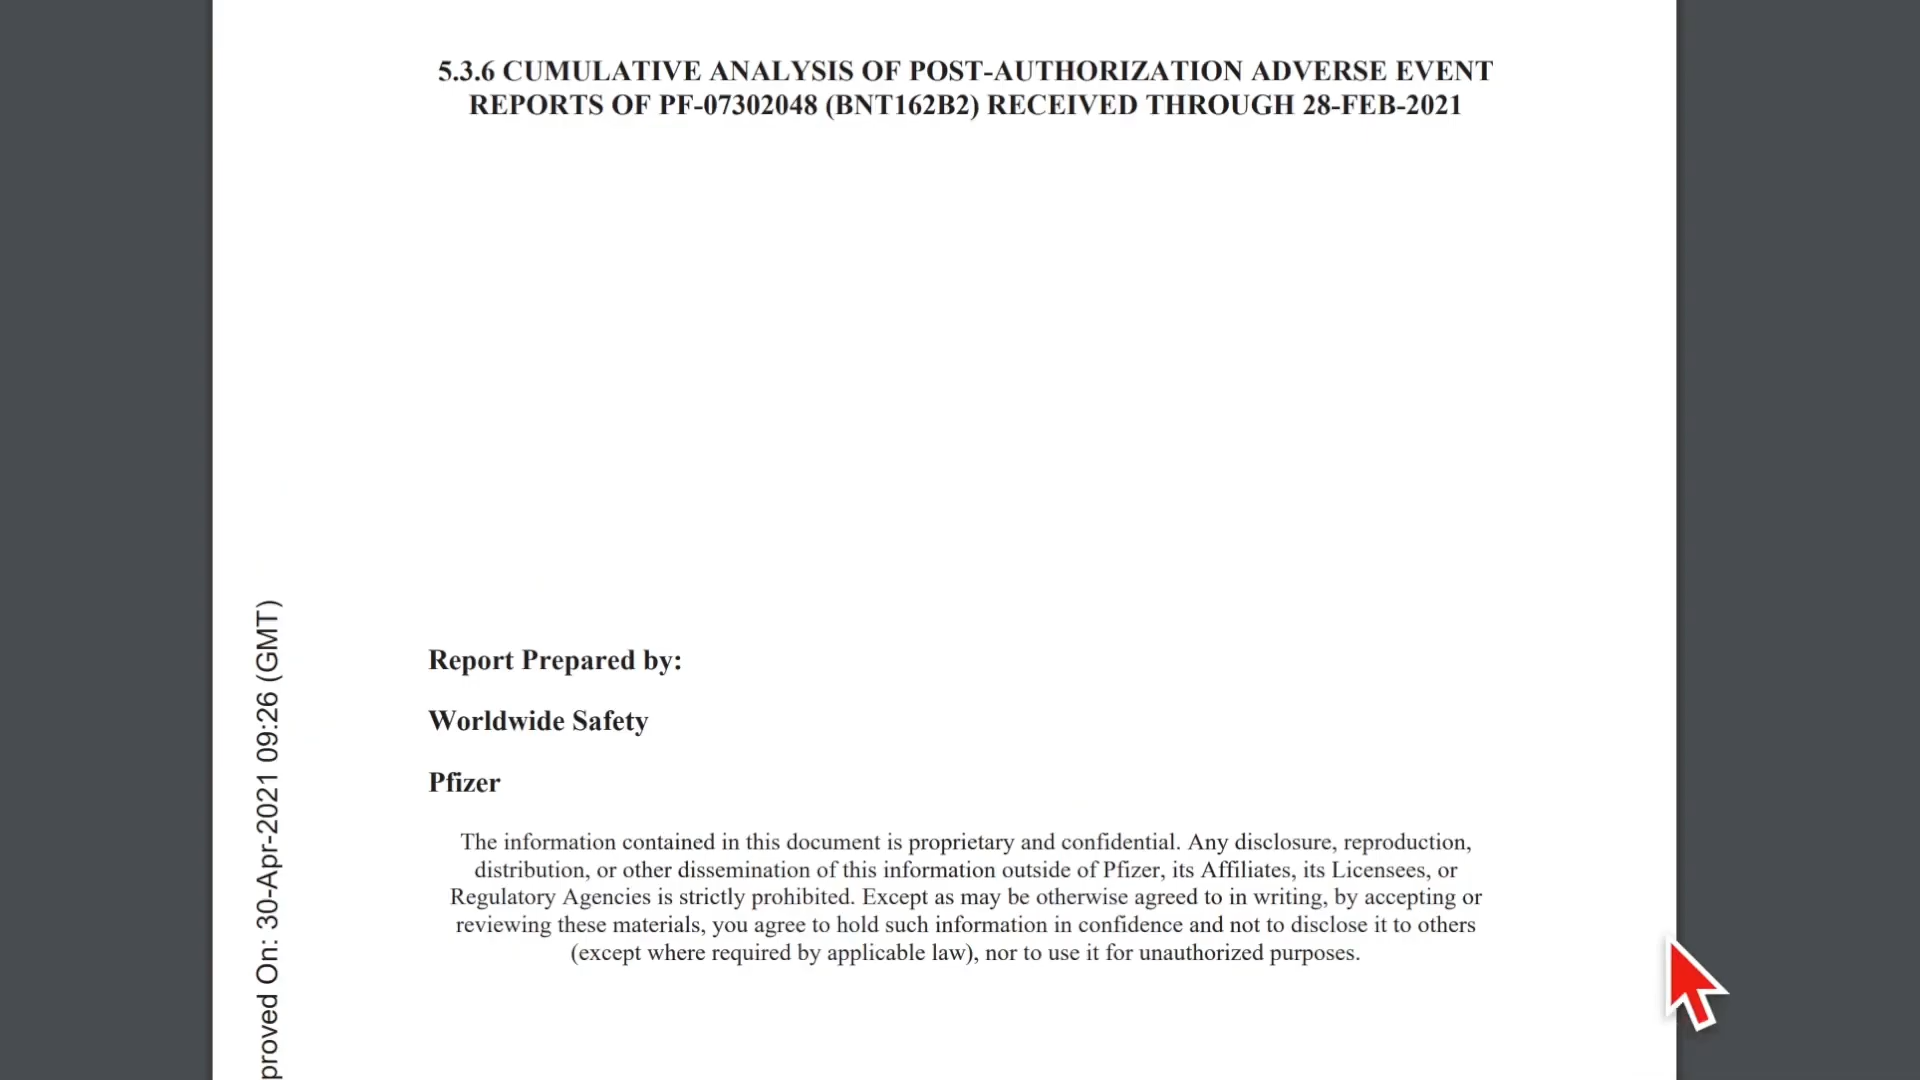 5.3.6 CUMULATIVE ANALYSIS OF POST-AUTHORIZATION ADVERSE EVENT
REPORTS OF PF-07302048 (BNT162B2) RECEIVED THROUGH 28-FEB-2021
Report Prepared by:
Worldwide Safety
Pfizer
The information contained in this document is proprietary and confidential. Any disclosure, reproduction,
distribution, or other dissemination of this information outside of Pfizer, its Affiliates, its Licensees, or
Regulatory Agencies is strictly prohibited. Except as may be otherwise agreed to in writing, by accepting or
reviewing these materials, you agree to hold such information in confidence and not to disclose it to others
(except where required by applicable law), nor to use it for unauthorized purposes.
proved On: 30-Apr-2021 09:26 (GMT)